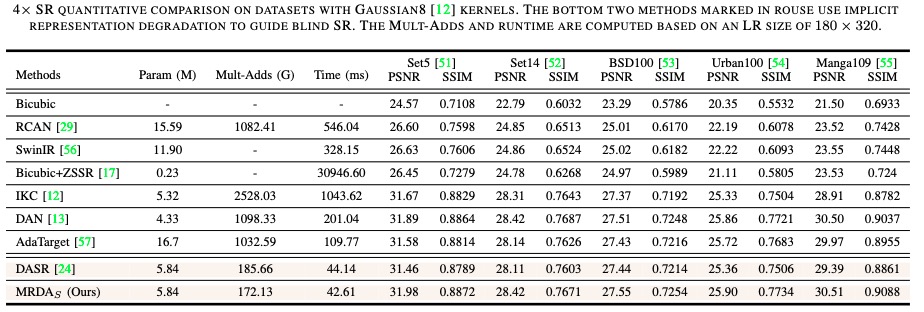 4× SR QUANTITATIVE COMPARISON ON DATASETS WITH GAUSSIAN8 [12] KERNELS. THE BOTTOM TWO METHODS MARKED IN ROUSE USE IMPLICIT
REPRESENTATION DEGRADATION TO GUIDE BLIND SR. THE MULT-ADDS AND RUNTIME ARE COMPUTED BASED ON AN LR SIZE OF 180 × 320.
Methods Param (M) Mult-Adds (G) Time (ms) Set5 [51] Set14 [52] BSD100 [53] Urban100 [54] Manga109 [55]
PSNR SSIM PSNR SSIM PSNR SSIM PSNR SSIM PSNR SSIM
Bicubic - - - 24.57 0.7108 22.79 0.6032 23.29 0.5786 20.35 0.5532 21.50 0.6933
RCAN [29] 15.59 1082.41 546.04 26.60 0.7598 24.85 0.6513 25.01 0.6170 22.19 0.6078 23.52 0.7428
SwinIR [56] 11.90 - 328.15 26.63 0.7606 24.86 0.6524 25.02 0.6182 22.22 0.6093 23.55 0.7448
Bicubic+ZSSR [17] 0.23 - 30946.60 26.45 0.7279 24.78 0.6268 24.97 0.5989 21.11 0.5805 23.53 0.724
IKC [12] 5.32 2528.03 1043.62 31.67 0.8829 28.31 0.7643 27.37 0.7192 25.33 0.7504 28.91 0.8782
DAN [13] 4.33 1098.33 201.04 31.89 0.8864 28.42 0.7687 27.51 0.7248 25.86 0.7721 30.50 0.9037
AdaTarget [57] 16.7 1032.59 109.77 31.58 0.8814 28.14 0.7626 27.43 0.7216 25.72 0.7683 29.97 0.8955
DASR [24] 5.84 185.66 44.14 31.46 0.8789 28.11 0.7603 27.44 0.7214 25.36 0.7506 29.39 0.8861
MRDA_S (Ours) 5.84 172.13 42.61 31.98 0.8872 28.42 0.7671 27.55 0.7254 25.90 0.7734 30.51 0.9088